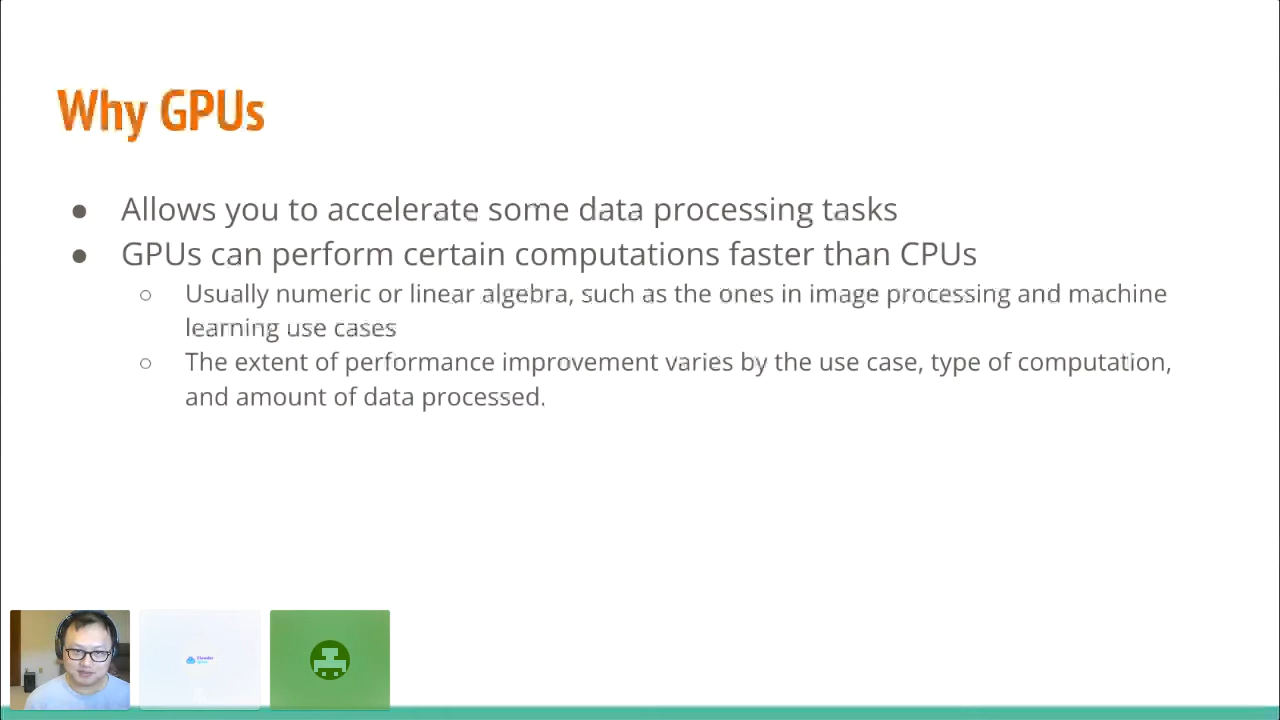 Why GPUs
● Allows you to accelerate some data processing tasks
● GPUs can perform certain computations faster than CPUs
○ Usually numeric or linear algebra, such as the ones in image processing and machine
learning use cases
○ The extent of performance improvement varies by the use case, type of computation,
and amount of data processed.